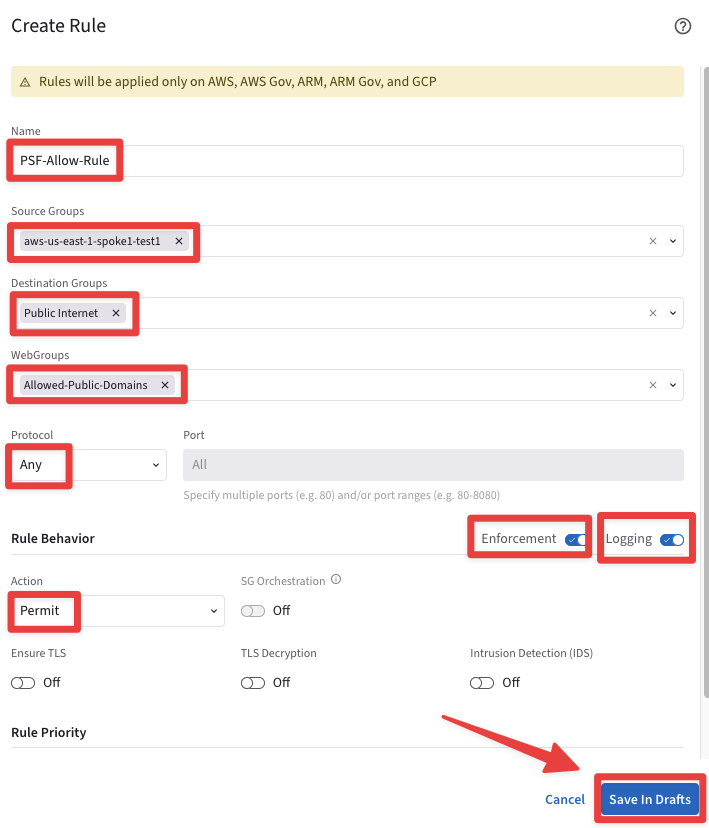 Create Rule
Rules will be applied only on AWS, AWS Gov, ARM, ARM Gov, and GCP
Name
PSF-Allow-Rule
Source Groups
aws-us-east-1-spoke1-test1
Destination Groups
Public Internet
WebGroups
Allowed-Public-Domains
Protocol Port
Any All
Specify multiple ports (e.g. 80) and/or port ranges (e.g. 80-8080)
Rule Behavior Enforcement Logging
Action SG Orchestration
Permit Off
Ensure TLS TLS Decryption Intrusion Detection (IDS)
Off Off Off
Rule Priority
Cancel Save In Drafts